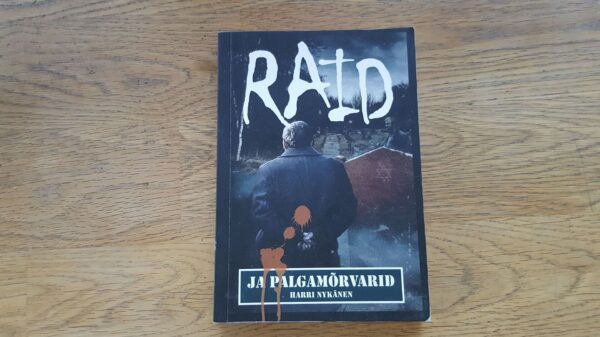 RAID
JA PALGAMÕRVARID
HARRI NYKÄNEN